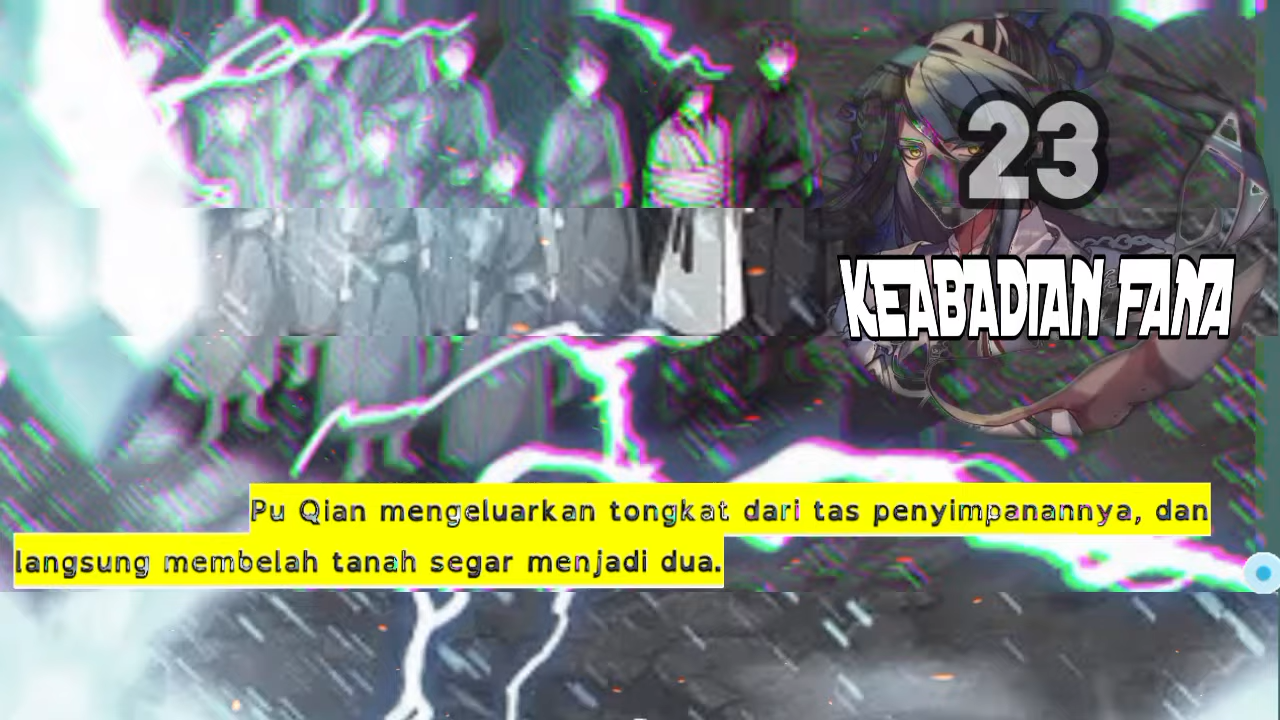 23
KEABADIAN FANA
Pu Qian mengeluarkan tongkat dari tas penyimpanannya, dan
langsung membelah tanah segar menjadi dua.